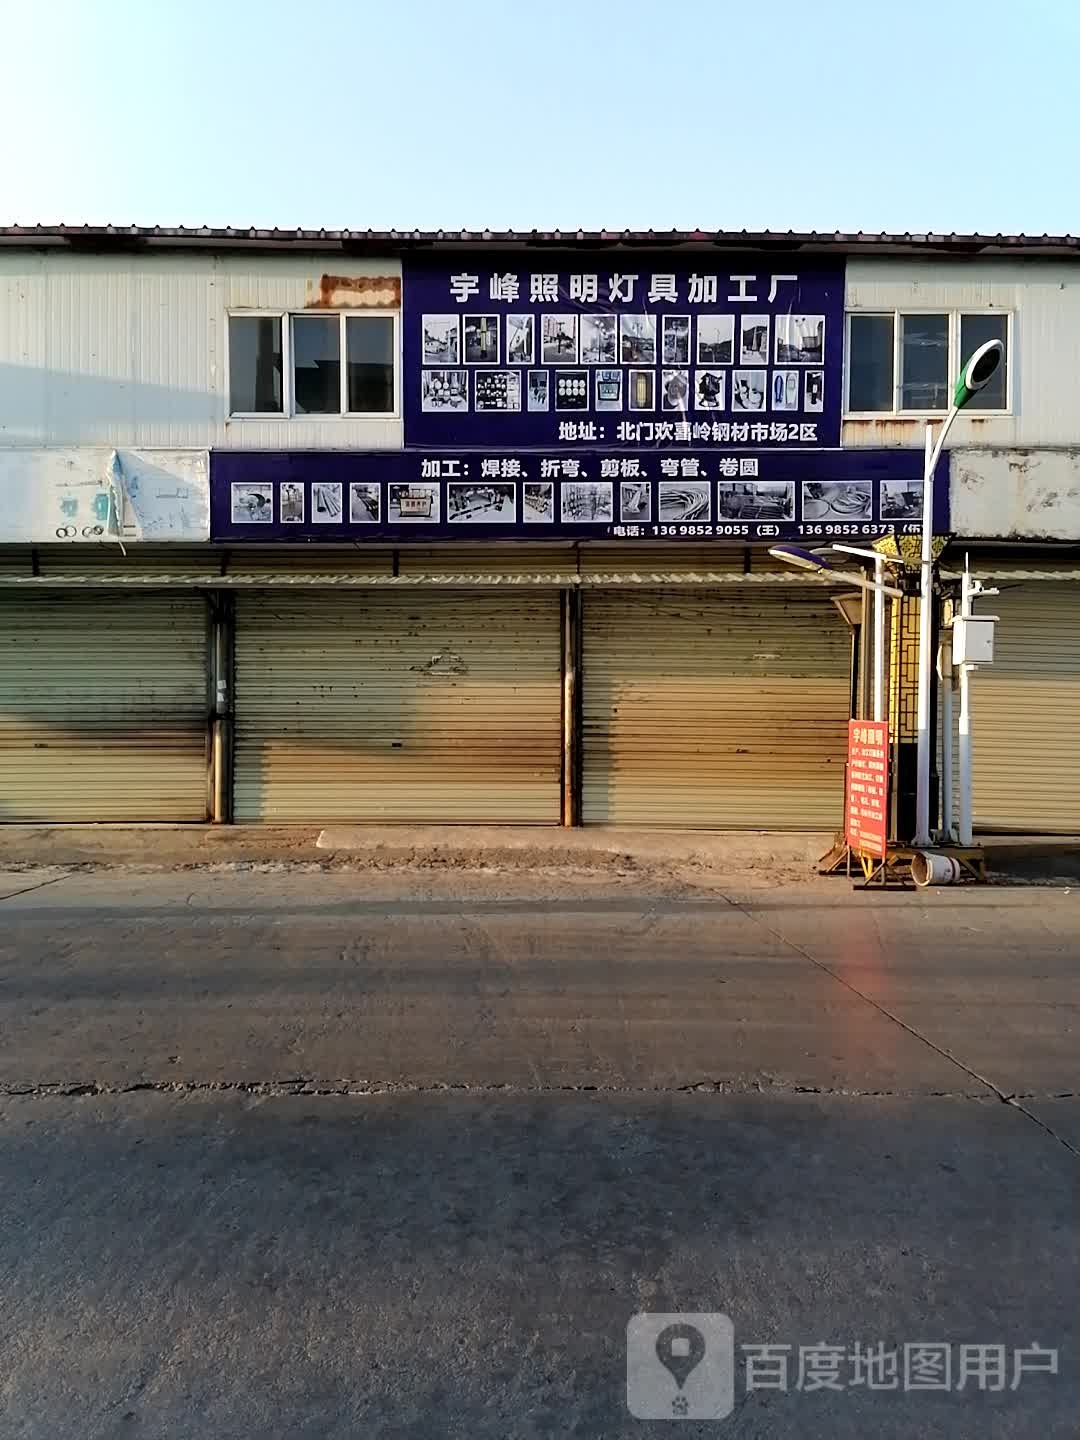 宇峰照明灯具加工厂
地址：北门欢喜岭钢材市场2区
加工：焊接、折弯、剪板、弯管、卷圆
电话：136 9852 9055（王） 136 9852 6373（伍）
宇峰照明
百度地图用户